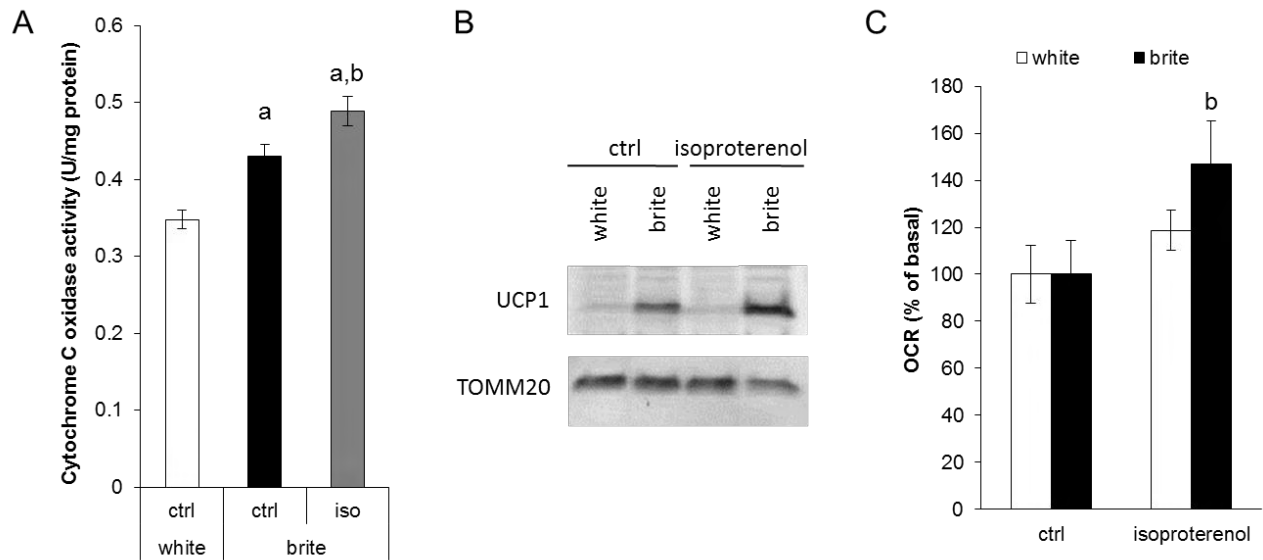 A
Cytochrome C oxidase activity (U/mg protein)
0.6
0.5
0.4
0.3
0.2
0.1
0
a
a,b
ctrl
ctrl
iso
white
brite
B
ctrl
isoproterenol
white
brite
white
brite
UCP1
TOMM20
C
white
brite
OCR (% of basal)
180
160
140
120
100
80
60
40
20
0
b
ctrl
isoproterenol